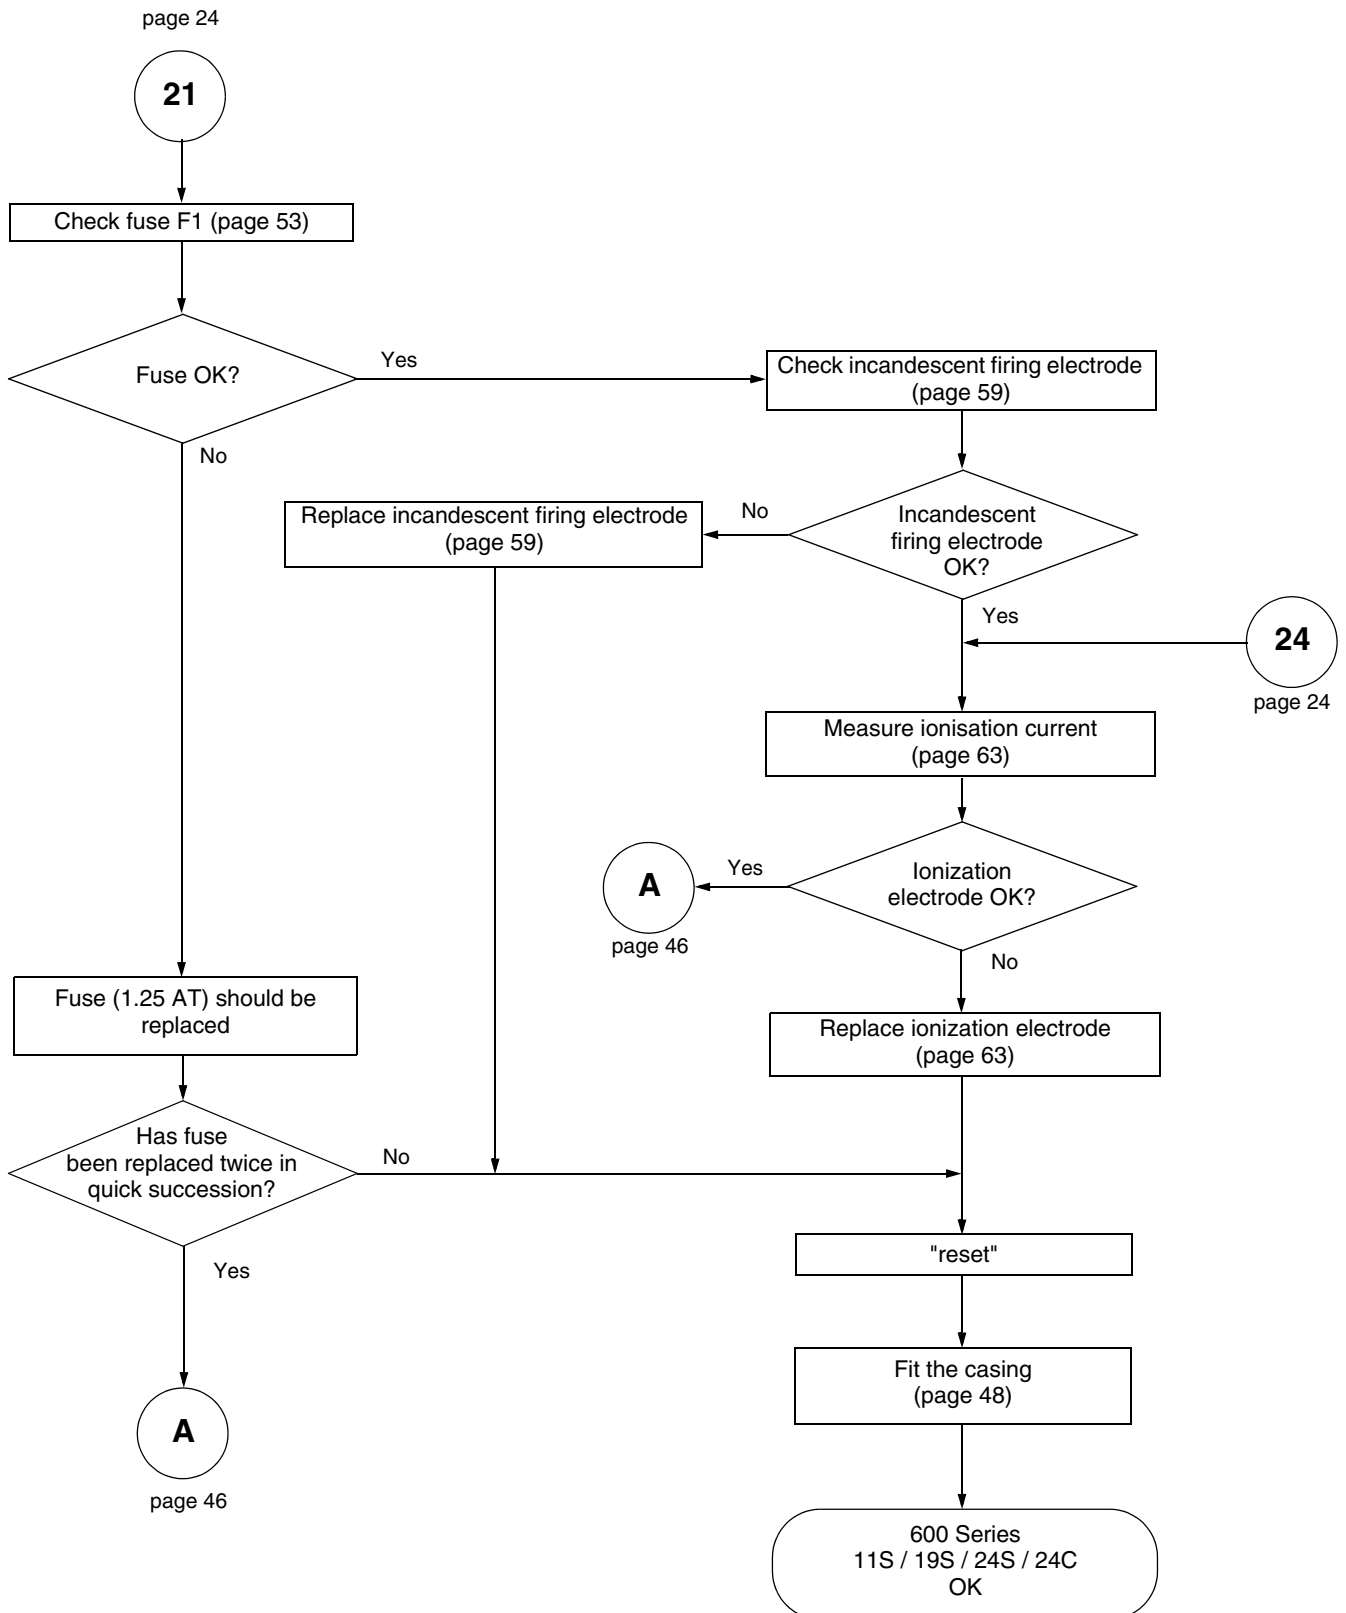 page 24
21
Check fuse F1 (page 53)
Fuse OK?
Yes
No
Check incandescent firing electrode
(page 59)
Incandescent
firing electrode
OK?
No
Replace incandescent firing electrode
(page 59)
Yes
24
page 24
Measure ionisation current
(page 63)
Ionization
electrode OK?
Yes
A
page 46
No
Replace ionization electrode
(page 63)
Fuse (1.25 AT) should be
replaced
Has fuse
been replaced twice in
quick succession?
No
Yes
A
page 46
"reset"
Fit the casing
(page 48)
600 Series
11S / 19S / 24S / 24C
OK